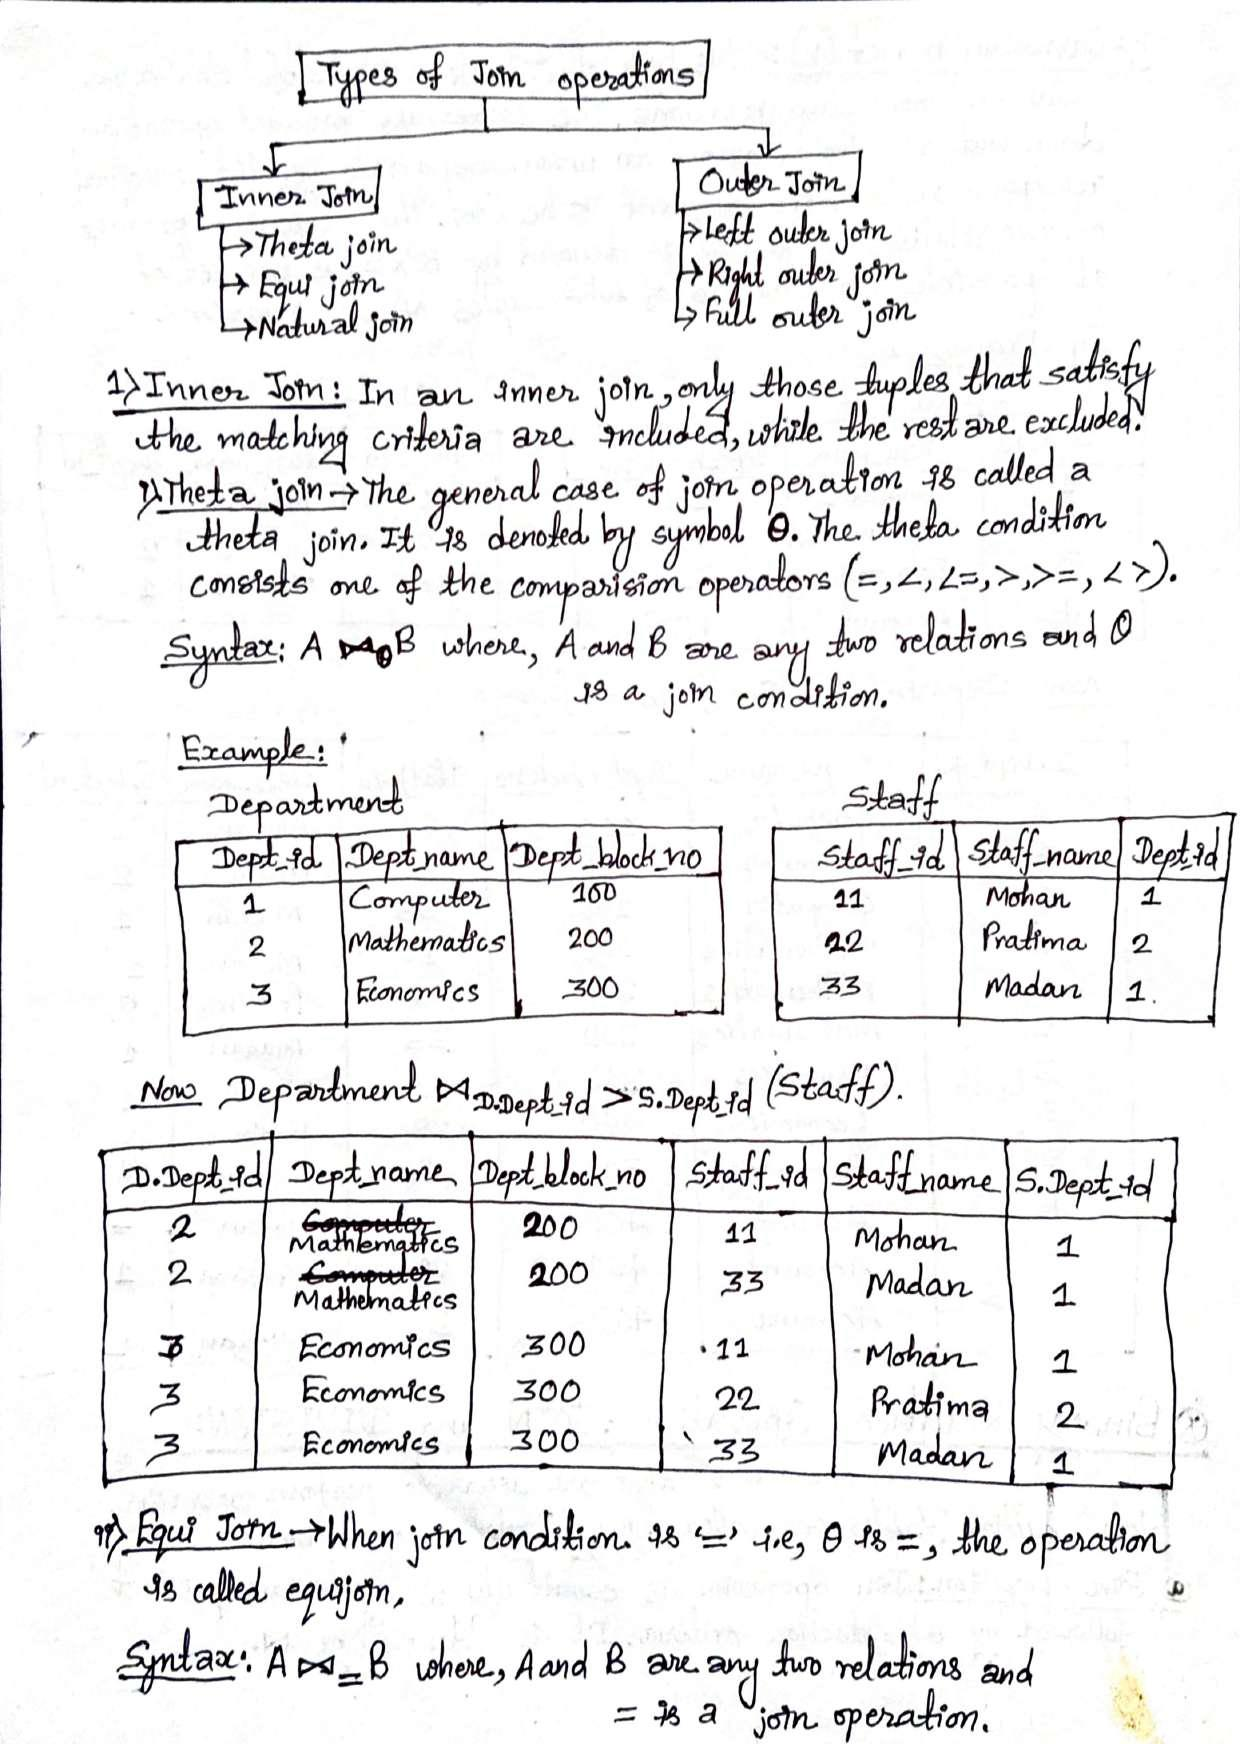 Types of Join operations
Inner Join
Outer Join
→Theta join
→Equi join
→Natural join
→Left outer join
→Right outer join
→Full outer join
1) Inner Join: In an inner join, only those tuples that satisfy
the matching criteria are included, while the rest are excluded.
i) Theta join → The general case of join operation is called a
theta join. It is denoted by symbol θ. The theta condition
consists one of the comparision operators (=, <, <=, >, >=, <>).
Syntax: A ⋈θ B where, A and B are any two relations and θ
is a join condition.
Example:
Department
Dept_id Dept_name Dept_block_no
1 Computer 100
2 Mathematics 200
3 Economics 300
Staff
Staff_id Staff_name Dept_id
11 Mohan 1
22 Pratima 2
33 Madan 1.
Now Department ⋈ D.Dept_id > S.Dept_id (Staff).
D.Dept_id Dept_name Dept_block_no Staff_id Staff_name S.Dept_id
2 Computer Mathematics 200 11 Mohan 1
2 Computer Mathematics 200 33 Madan 1
3 Economics 300 11 Mohan 1
3 Economics 300 22 Pratima 2
3 Economics 300 33 Madan 1
ii) Equi Join → When join condition is '=' i.e, θ is =, the operation
is called equijoin.
Syntax: A ⋈= B where, A and B are any two relations and
= is a join operation.